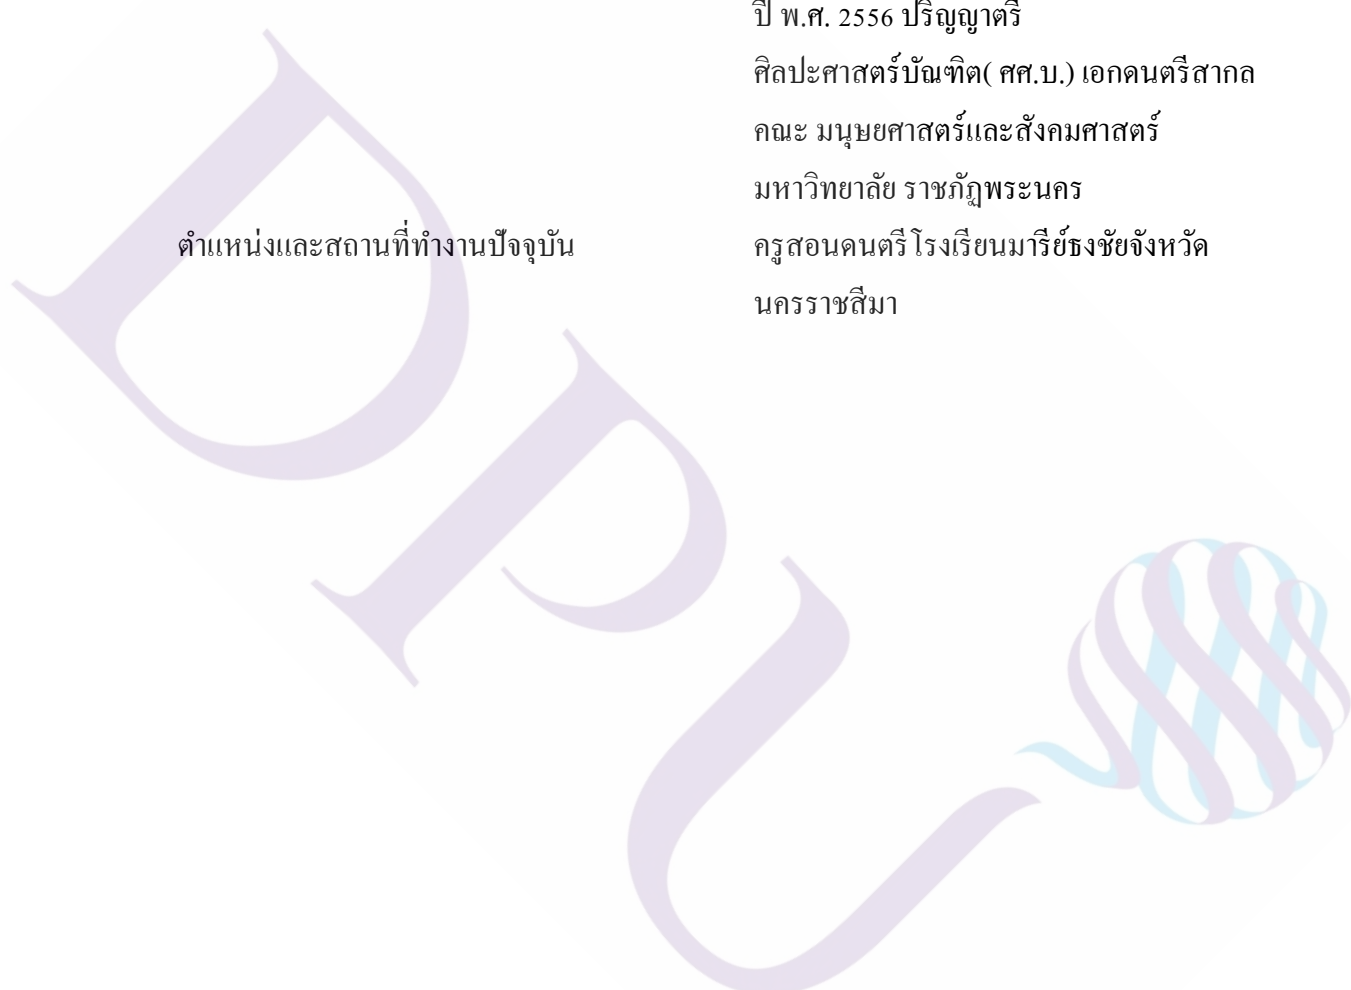 ปี พ.ศ. 2556 ปริญญาตรี
ศิลปะศาสตร์บัณฑิต( ศศ.บ.) เอกดนตรีสากล
คณะ มนุษยศาสตร์และสังคมศาสตร์
มหาวิทยาลัย ราชภัฏพระนคร
ตำแหน่งและสถานที่ทำงานปัจจุบัน ครูสอนดนตรี โรงเรียนมารีย์ธงชัยจังหวัด
นครราชสีมา
DPU